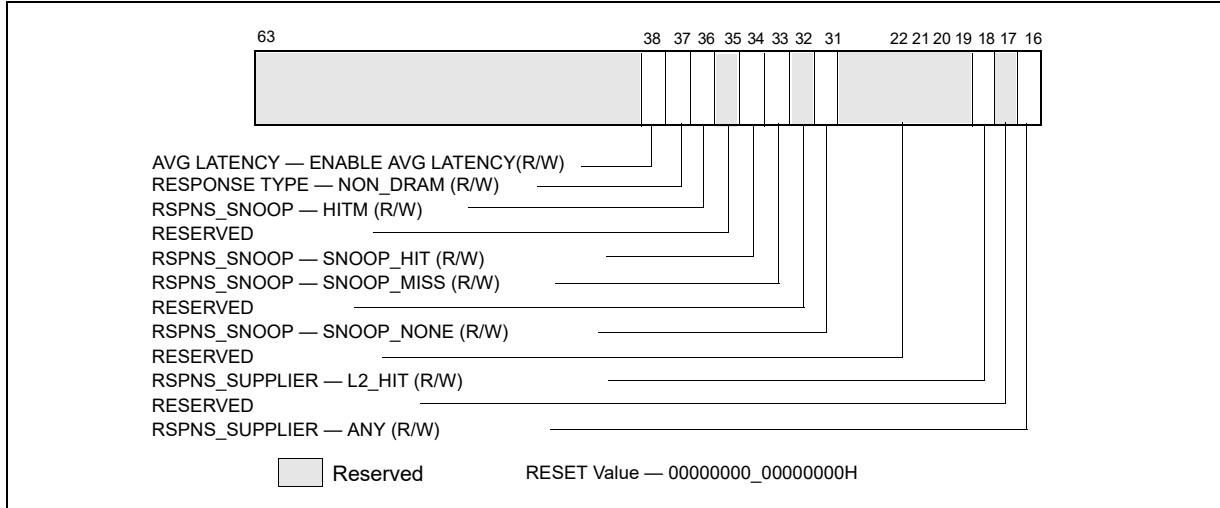 63 38 37 36 35 34 33 32 31 22 21 20 19 18 17 16
AVG LATENCY — ENABLE AVG LATENCY(R/W)
RESPONSE TYPE — NON_DRAM (R/W)
RSPNS_SNOOP — HITM (R/W)
RESERVED
RSPNS_SNOOP — SNOOP_HIT (R/W)
RSPNS_SNOOP — SNOOP_MISS (R/W)
RESERVED
RSPNS_SNOOP — SNOOP_NONE (R/W)
RESERVED
RSPNS_SUPPLIER — L2_HIT (R/W)
RESERVED
RSPNS_SUPPLIER — ANY (R/W)
Reserved RESET Value — 00000000_00000000H